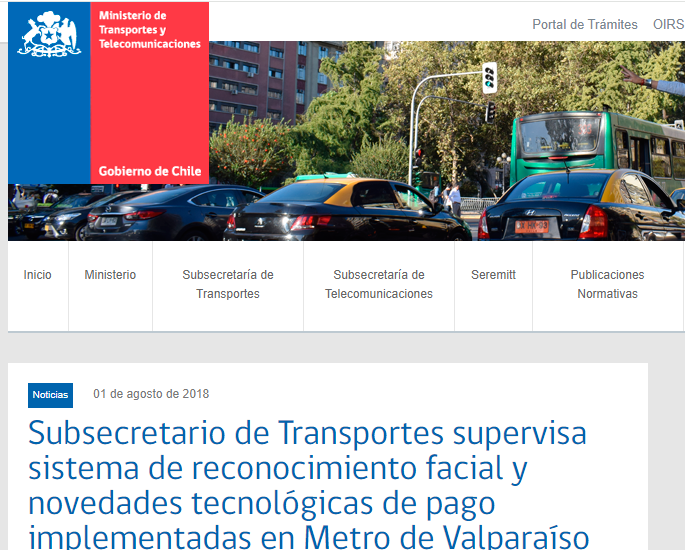 Ministerio de
Transportes y
Telecomunicaciones
Gobierno de Chile
Portal de Trámites
OIRS
Inicio
Ministerio
Subsecretaría de
Transportes
Subsecretaría de
Telecomunicaciones
Seremitt
Publicaciones
Normativas
Noticias
01 de agosto de 2018
Subsecretario de Transportes supervisa
sistema de reconocimiento facial y
novedades tecnológicas de pago
implementadas en Metro de Valparaíso